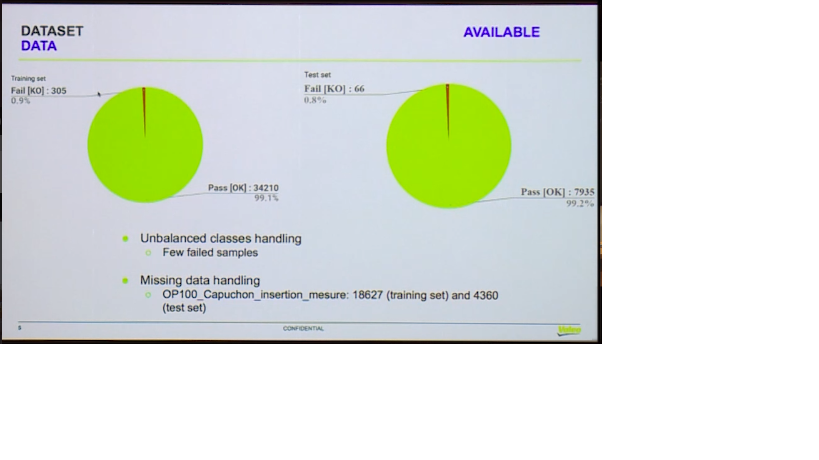 DATASET AVAILABLE
DATA
Training set
Fail [KO] : 305
0.9%
Pass [OK] : 34210
99.1%
Test set
Fail [KO] : 66
0.8%
Pass [OK] : 7935
99.2%
Unbalanced classes handling
Few failed samples
Missing data handling
OP100_Capuchon_insertion_mesure: 18627 (training set) and 4360
(test set)
CONFIDENTIAL
Valeo